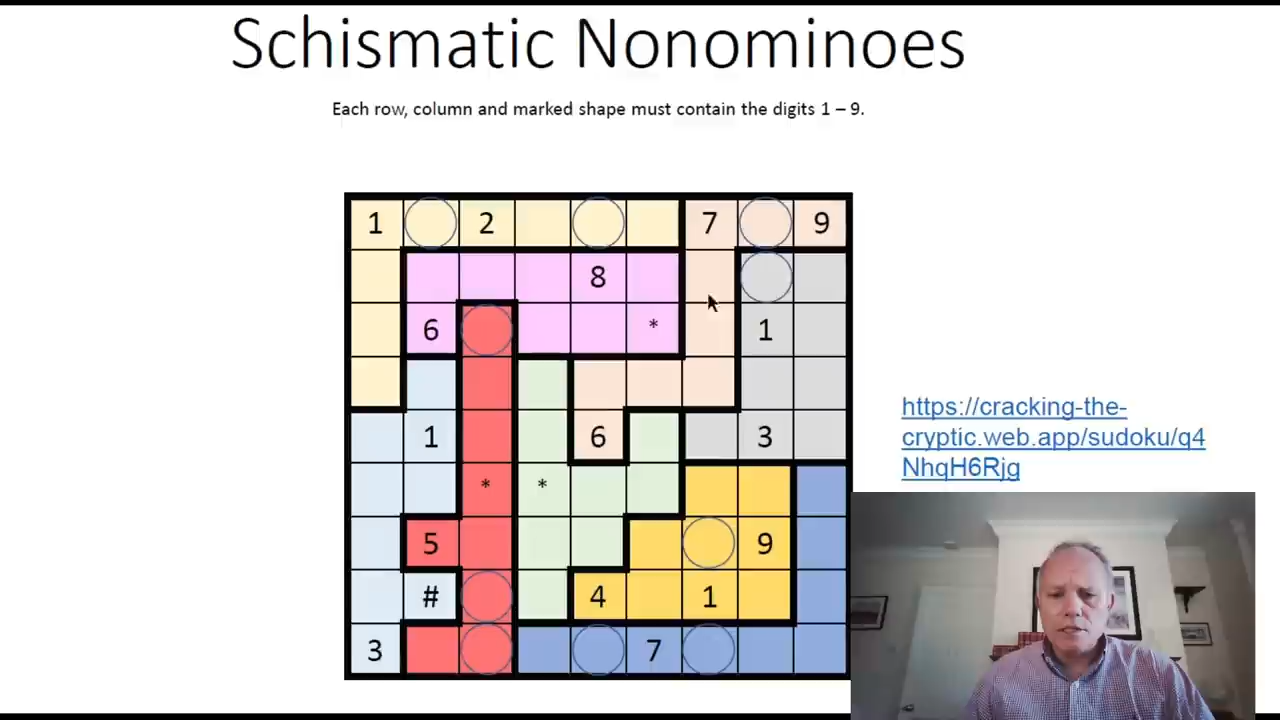 Schismatic Nonominoes
Each row, column and marked shape must contain the digits 1 – 9.
1 2 7 9
8
6 * 1
https://cracking-the-
cryptic.web.app/sudoku/q4
NhqH6Rjg
1 6 3
* *
5 9
# 4 1
3 7